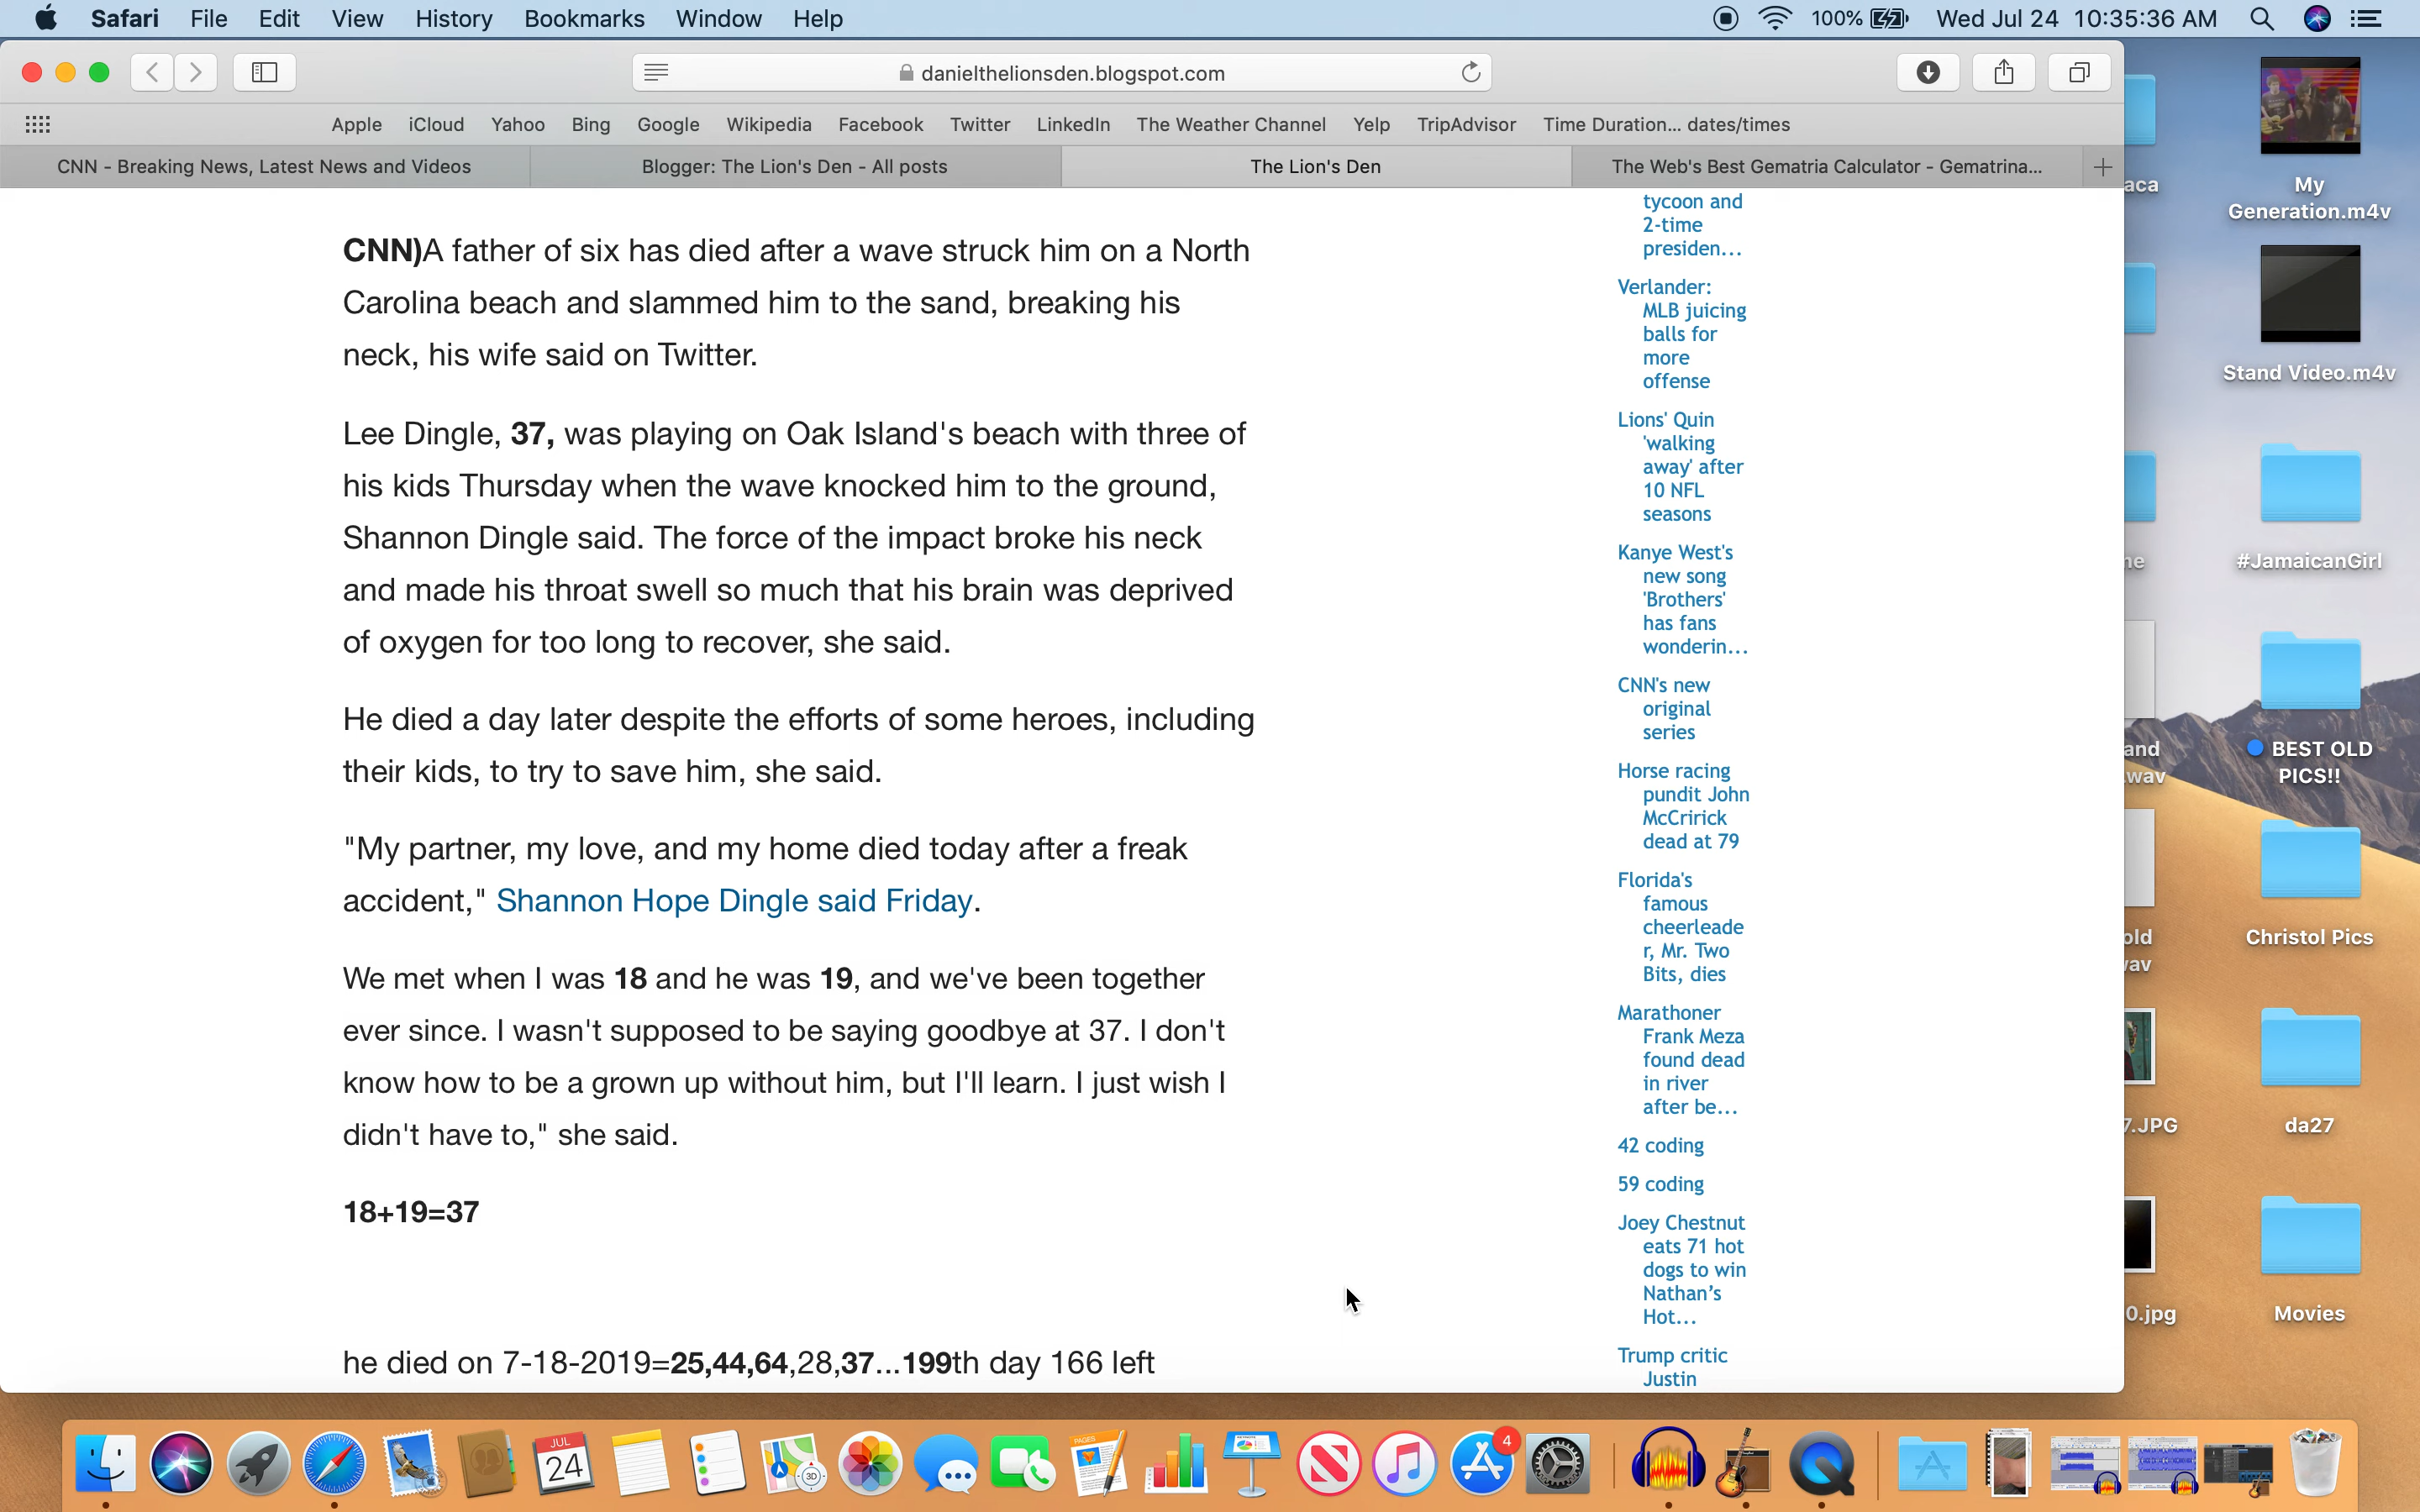 Safari File Edit View History Bookmarks Window Help 100% Wed Jul 24 10:35:36 AM
danielthelionsden.blogspot.com
Apple iCloud Yahoo Bing Google Wikipedia Facebook Twitter LinkedIn The Weather Channel Yelp TripAdvisor Time Duration... dates/times
CNN - Breaking News, Latest News and Videos Blogger: The Lion's Den - All posts The Lion's Den The Web's Best Gematria Calculator - Gematrina...
CNN)A father of six has died after a wave struck him on a North
Carolina beach and slammed him to the sand, breaking his
neck, his wife said on Twitter.
Lee Dingle, 37, was playing on Oak Island's beach with three of
his kids Thursday when the wave knocked him to the ground,
Shannon Dingle said. The force of the impact broke his neck
and made his throat swell so much that his brain was deprived
of oxygen for too long to recover, she said.
He died a day later despite the efforts of some heroes, including
their kids, to try to save him, she said.
"My partner, my love, and my home died today after a freak
accident," Shannon Hope Dingle said Friday.
We met when I was 18 and he was 19, and we've been together
ever since. I wasn't supposed to be saying goodbye at 37. I don't
know how to be a grown up without him, but I'll learn. I just wish I
didn't have to," she said.
18+19=37
he died on 7-18-2019=25,44,64,28,37...199th day 166 left
tycoon and
2-time
presiden...
Verlander:
MLB juicing
balls for
more
offense
Lions' Quin
'walking
away' after
10 NFL
seasons
Kanye West's
new song
'Brothers'
has fans
wonderin...
CNN's new
original
series
Horse racing
pundit John
McCririck
dead at 79
Florida's
famous
cheerleade
r, Mr. Two
Bits, dies
Marathoner
Frank Meza
found dead
in river
after be...
42 coding
59 coding
Joey Chestnut
eats 71 hot
dogs to win
Nathan's
Hot...
Trump critic
Justin
aca
ne
and
.wav
old
vav
7.JPG
0.jpg
My
Generation.m4v
Stand Video.m4v
#JamaicanGirl
BEST OLD
PICS!!
Christol Pics
da27
Movies
JUL
24
PAGES
3D
4